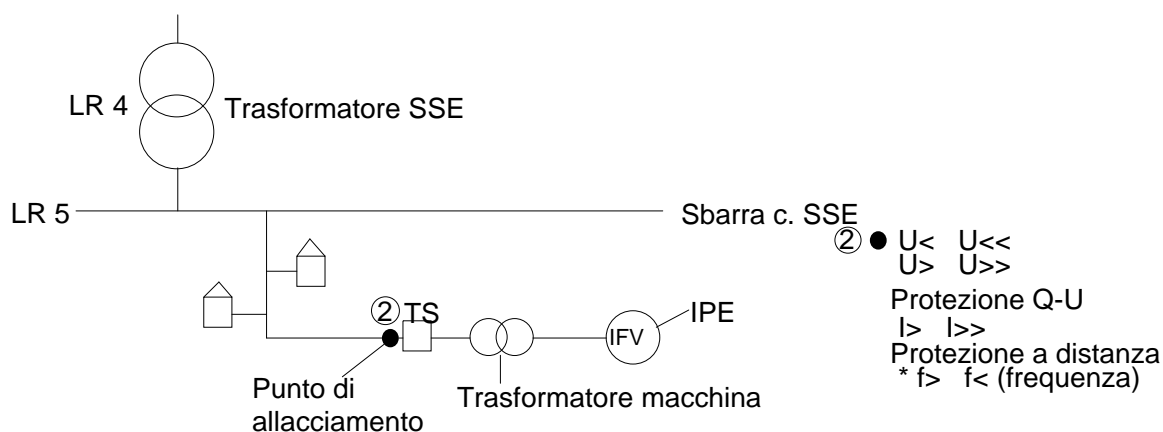 LR 4
Trasformatore SSE
LR 5
Sbarra c. SSE
② U< U<<
U> U>>
Protezione Q-U
I> I>>
Protezione a distanza
* f> f< (frequenza)
② TS
IFV
IPE
Punto di
allacciamento
Trasformatore macchina